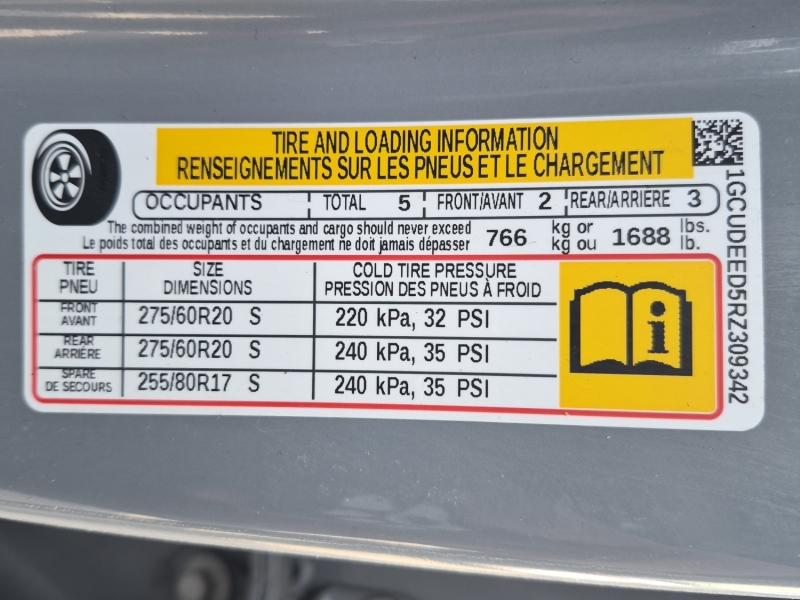 TIRE AND LOADING INFORMATION
RENSEIGNEMENTS SUR LES PNEUS ET LE CHARGEMENT
OCCUPANTS TOTAL 5 FRONT/AVANT 2 REAR/ARRIERE 3
The combined weight of occupants and cargo should never exceed 766 kg or 1688 lbs.
Le poids total des occupants et du chargement ne doit jamais dépasser kg ou lb.
TIRE SIZE COLD TIRE PRESSURE
PNEU DIMENSIONS PRESSION DES PNEUS À FROID
FRONT
AVANT 275/60R20 S 220 kPa, 32 PSI
REAR
ARRIÈRE 275/60R20 S 240 kPa, 35 PSI
SPARE
DE SECOURS 255/80R17 S 240 kPa, 35 PSI
i
1GCUDEED5RZ309342